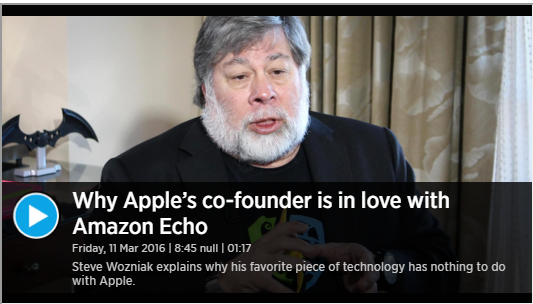 Why Apple's co-founder is in love with
Amazon Echo
Friday, 11 Mar 2016 | 8:45 null | 01:17
Steve Wozniak explains why his favorite piece of technology has nothing to do
with Apple.